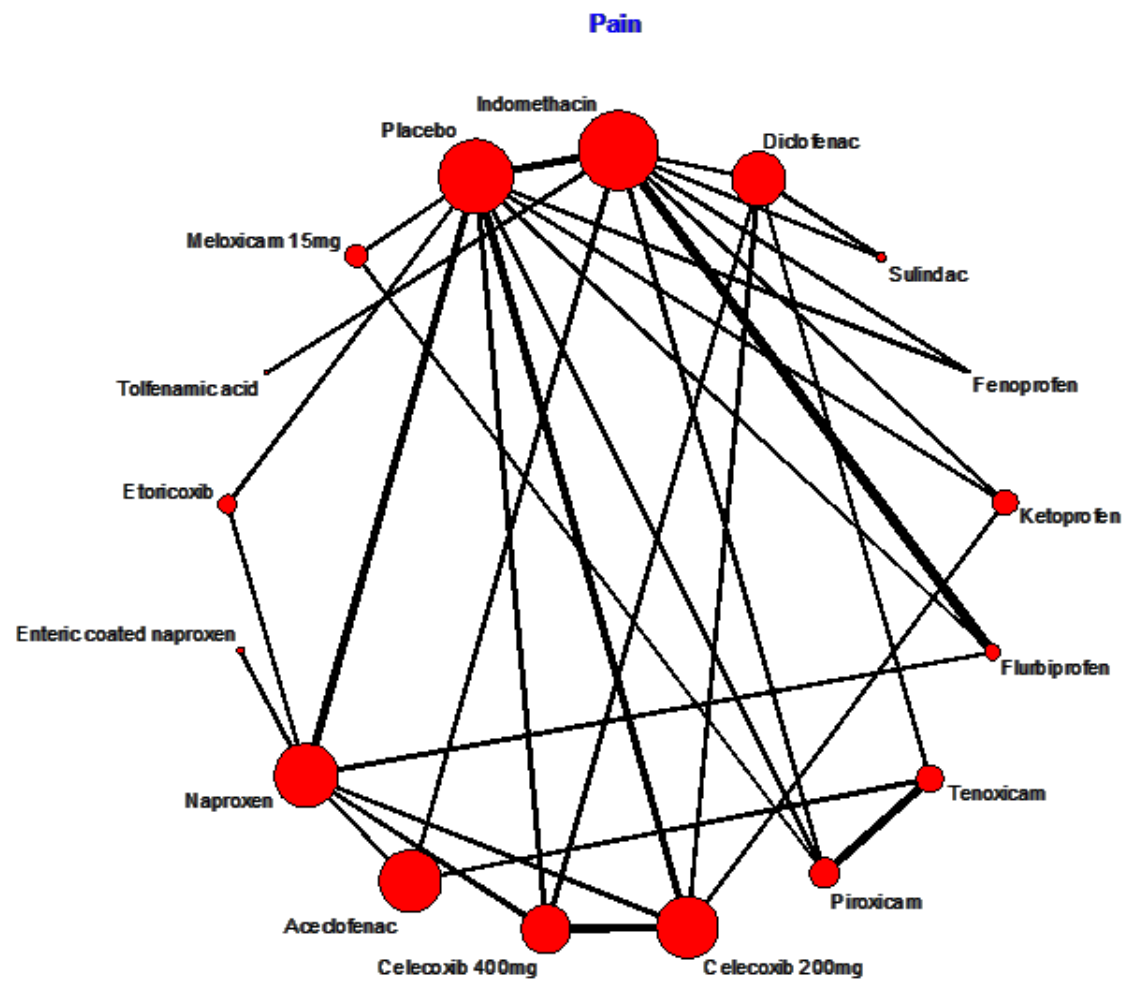 Pain
Indomethacin
Placebo
Diclofenac
Meloxicam 15mg
Sulindac
Tolfenamic acid
Fenoprofen
Etoricoxib
Ketoprofen
Enteric coated naproxen
Flurbiprofen
Naproxen
Tenoxicam
Piroxicam
Aceclofenac
Celecoxib 400mg
Celecoxib 200mg